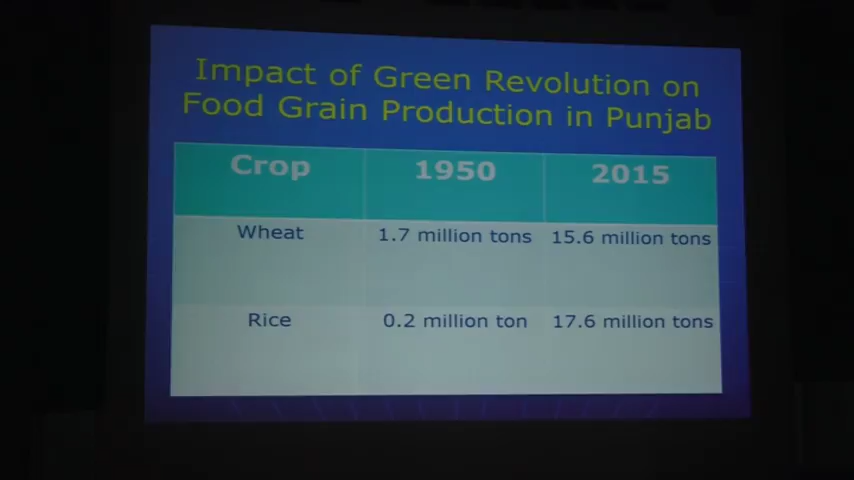 Impact of Green Revolution on
Food Grain Production in Punjab
Crop 1950 2015
Wheat 1.7 million tons 15.6 million tons
Rice 0.2 million ton 17.6 million tons